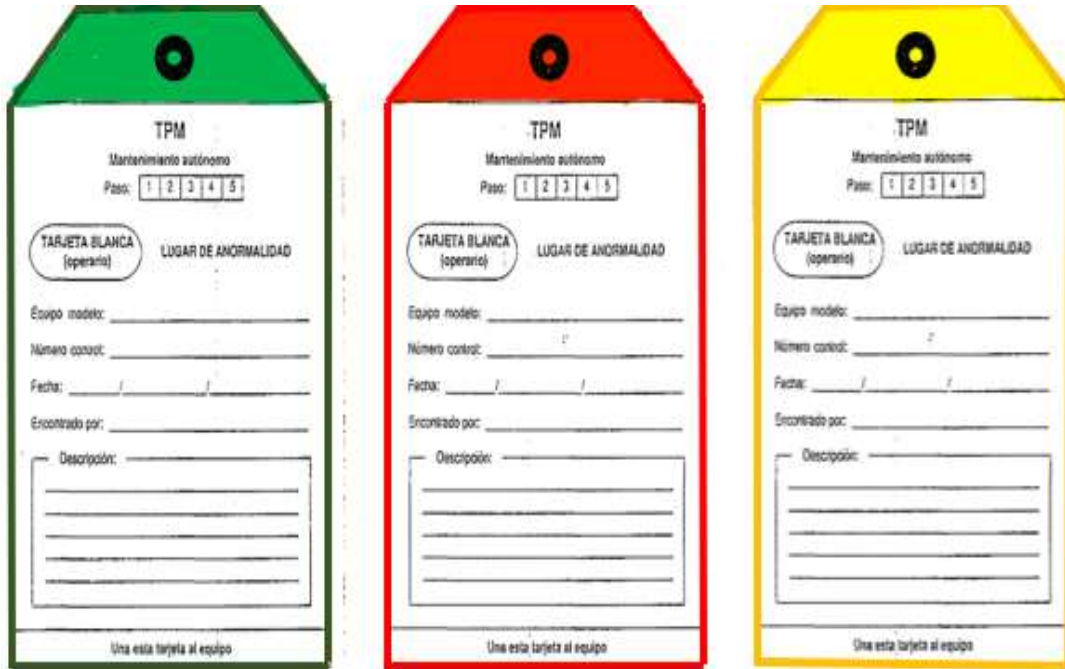 TPM
Mantenimiento autónomo
Paso: 1 2 3 4 5
TARJETA BLANCA
(operario)
LUGAR DE ANORMALIDAD
Equipo modelo:
Número control:
Fecha: / /
Encontrado por:
Descripción:
Una esta tarjeta al equipo
TPM
Mantenimiento autónomo
Paso: 1 2 3 4 5
TARJETA BLANCA
(operario)
LUGAR DE ANORMALIDAD
Equipo modelo:
Número control:
Fecha: / /
Encontrado por:
Descripción:
Una esta tarjeta al equipo
TPM
Mantenimiento autónomo
Paso: 1 2 3 4 5
TARJETA BLANCA
(operario)
LUGAR DE ANORMALIDAD
Equipo modelo:
Número control:
Fecha: / /
Encontrado por:
Descripción:
Una esta tarjeta al equipo